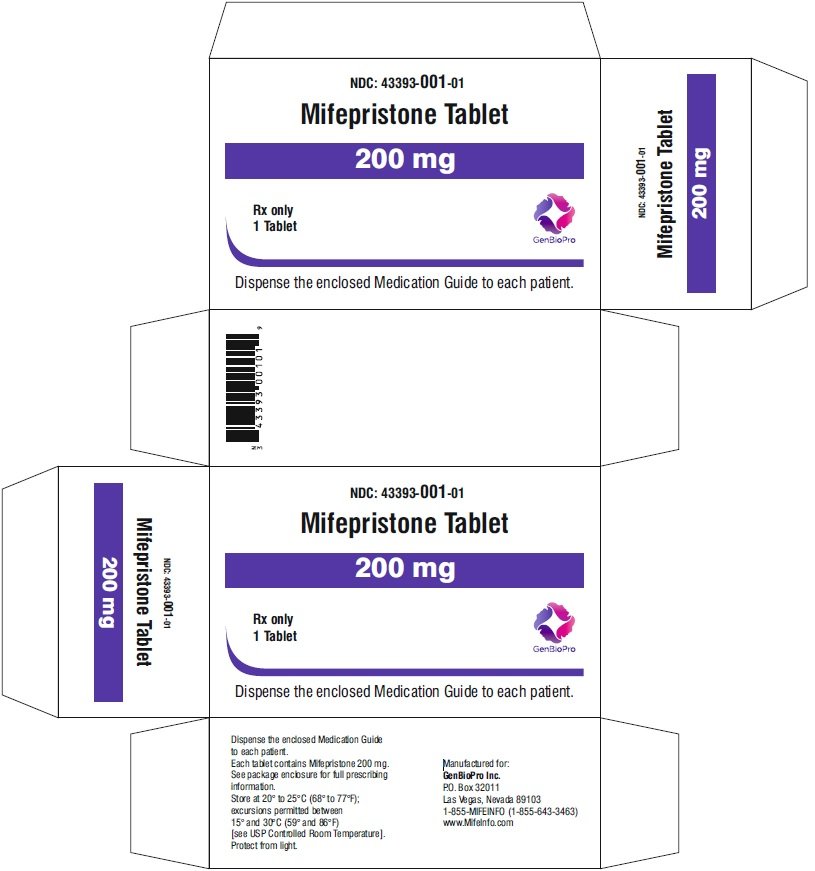 NDC: 43393-001-01
Mifepristone Tablet
200 mg
Rx only
1 Tablet
GenBioPro
Dispense the enclosed Medication Guide to each patient.
NDC: 43393-001-01
Mifepristone Tablet
200 mg
N
3 43393 00101 9
NDC: 43393-001-01
Mifepristone Tablet
200 mg
NDC: 43393-001-01
Mifepristone Tablet
200 mg
Rx only
1 Tablet
GenBioPro
Dispense the enclosed Medication Guide to each patient.
Dispense the enclosed Medication Guide
to each patient.
Each tablet contains Mifepristone 200 mg.
See package enclosure for full prescribing
information.
Store at 20° to 25°C (68° to 77°F);
excursions permitted between
15° and 30°C (59° and 86°F)
[see USP Controlled Room Temperature].
Protect from light.
Manufactured for:
GenBioPro Inc.
P.O. Box 32011
Las Vegas, Nevada 89103
1-855-MIFEINFO (1-855-643-3463)
www.MifeInfo.com